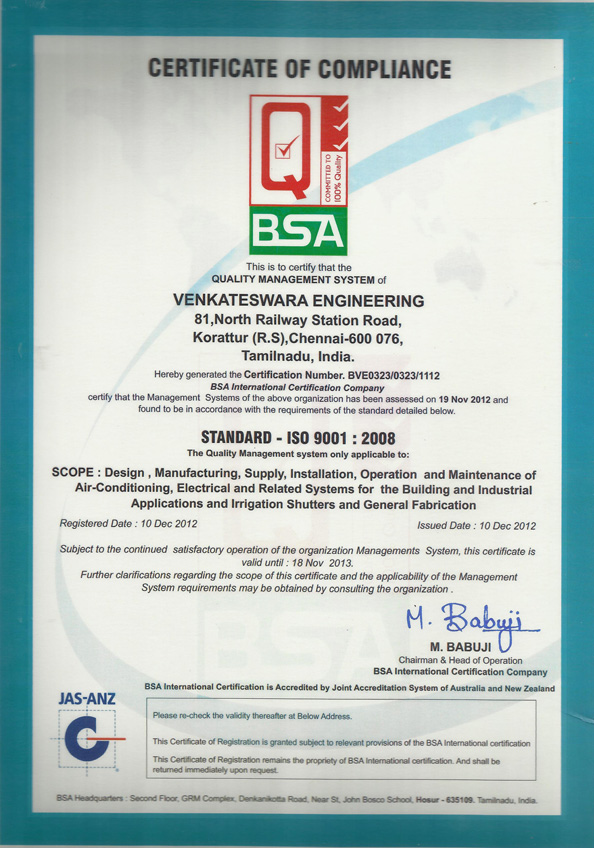 CERTIFICATE OF COMPLIANCE
COMMITTED TO
100% Quality
BSA
This is to certify that the
QUALITY MANAGEMENT SYSTEM of
VENKATESWARA ENGINEERING
81,North Railway Station Road,
Korattur (R.S),Chennai-600 076,
Tamilnadu, India.
Hereby generated the Certification Number. BVE0323/0323/1112
BSA International Certification Company
certify that the Management Systems of the above organization has been assessed on 19 Nov 2012 and
found to be in accordance with the requirements of the standard detailed below.
STANDARD - ISO 9001 : 2008
The Quality Management system only applicable to:
SCOPE : Design , Manufacturing, Supply, Installation, Operation and Maintenance of
Air-Conditioning, Electrical and Related Systems for the Building and Industrial
Applications and Irrigation Shutters and General Fabrication
Registered Date : 10 Dec 2012 Issued Date : 10 Dec 2012
Subject to the continued satisfactory operation of the organization Managements System, this certificate is
valid until : 18 Nov 2013.
Further clarifications regarding the scope of this certificate and the applicability of the Management
System requirements may be obtained by consulting the organization .
M. Babuji
M. BABUJI
Chairman & Head of Operation
BSA International Certification Company
BSA International Certification is Accredited by Joint Accreditation System of Australia and New Zealand
JAS-ANZ
Please re-check the validity thereafter at Below Address.
This Certificate of Registration is granted subject to relevant provisions of the BSA International certification
This Certificate of Registration remains the propriety of BSA International certification. And shall be
returned immediately upon request.
BSA Headquarters : Second Floor, GRM Complex, Denkanikotta Road, Near St, John Bosco School, Hosur - 635109. Tamilnadu, India.